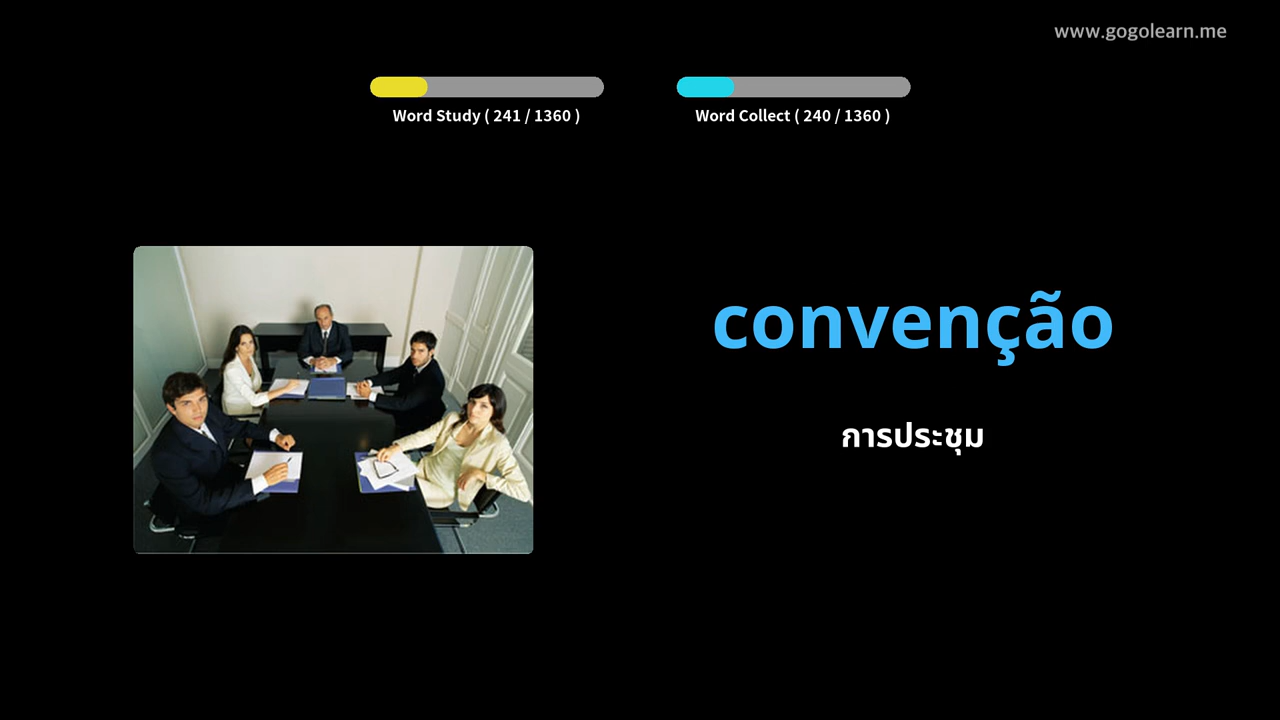 www.gogolearn.me
Word Study ( 241 / 1360 )
Word Collect ( 240 / 1360 )
convenção
การประชุม